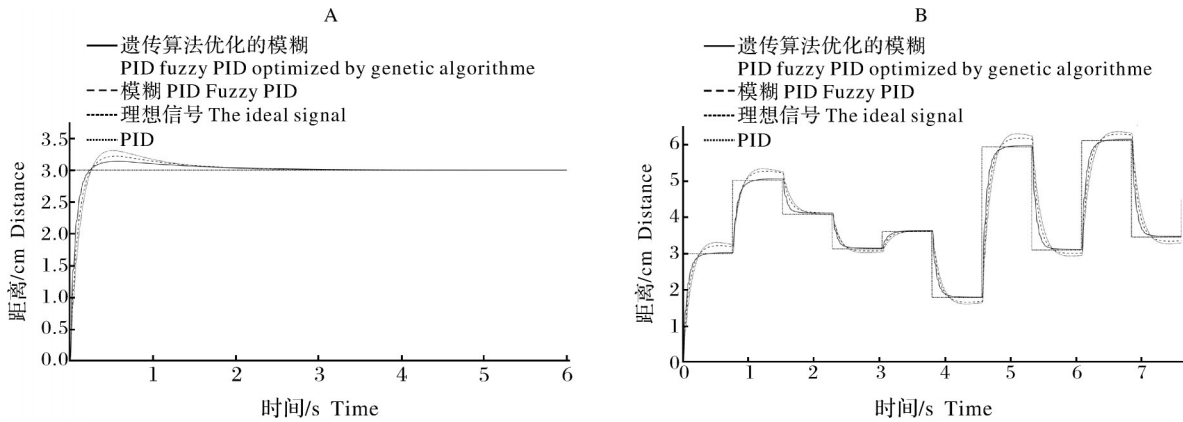 A
遗传算法优化的模糊
PID fuzzy PID optimized by genetic algorithme
模糊 PID Fuzzy PID
理想信号 The ideal signal
PID
3.5
3.0
2.5
2.0
1.5
1.0
0.5
0.0
距离/cm Distance
1 2 3 4 5 6
时间/s Time
B
遗传算法优化的模糊
PID fuzzy PID optimized by genetic algorithme
模糊 PID Fuzzy PID
理想信号 The ideal signal
PID
6
5
4
3
2
1
0
距离/cm Distance
0 1 2 3 4 5 6 7
时间/s Time